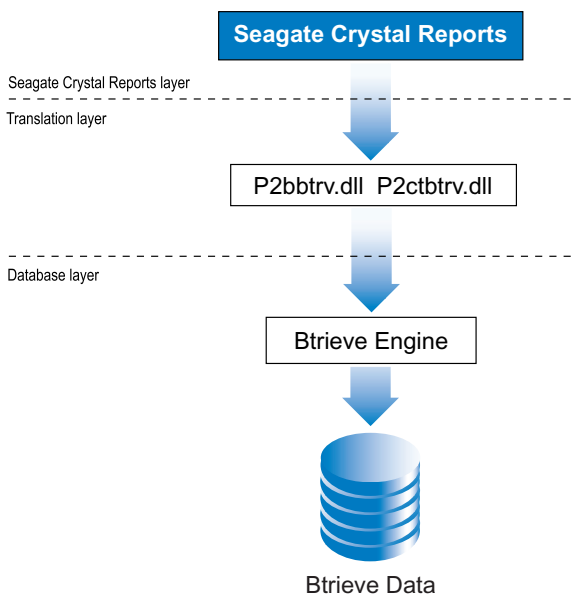 Seagate Crystal Reports
Seagate Crystal Reports layer
Translation layer
P2bbtrv.dll P2ctbtrv.dll
Database layer
Btrieve Engine
Btrieve Data